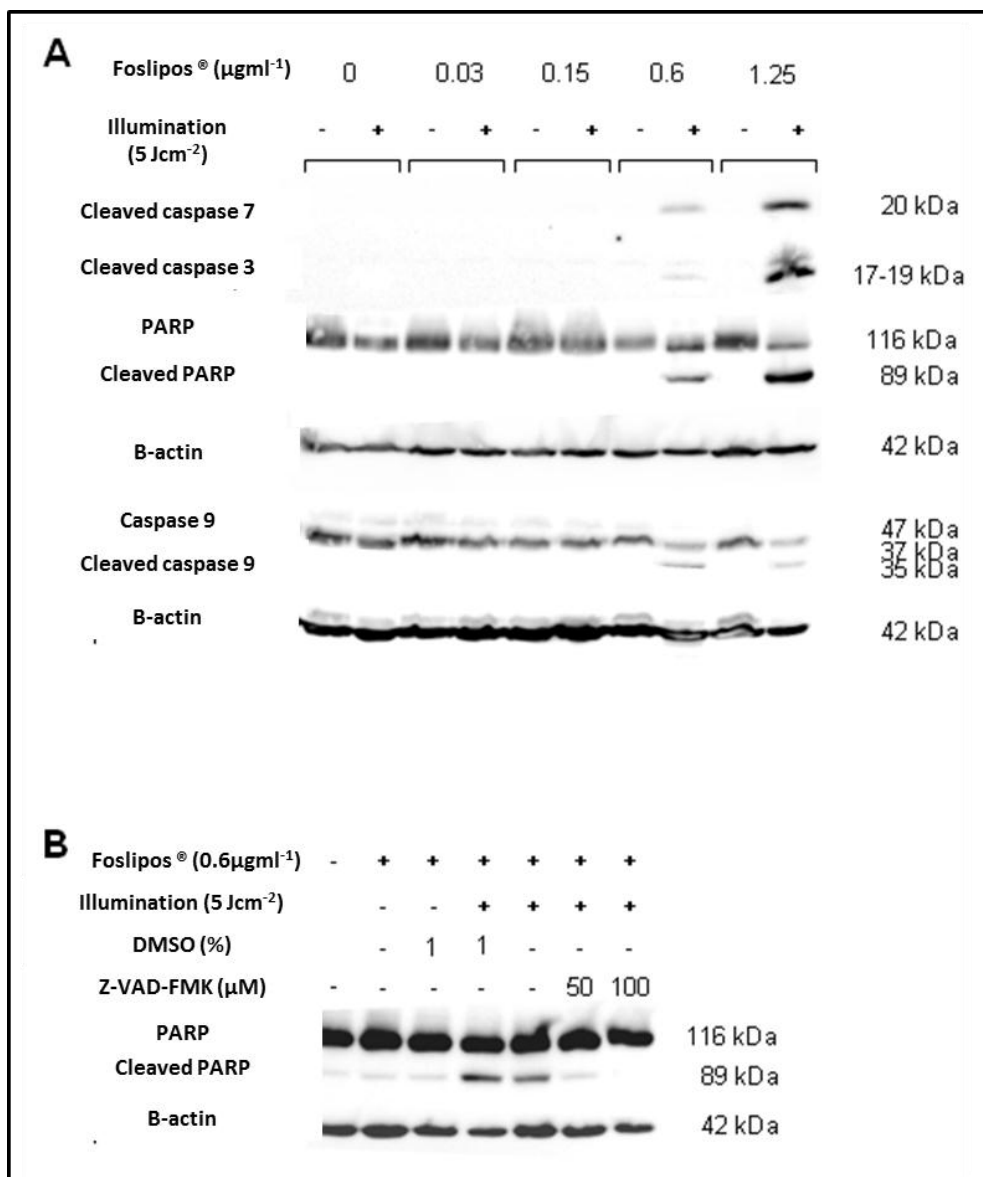 A
Foslipos ® (µgml-1) 0 0.03 0.15 0.6 1.25
Illumination - + - + - + - + - +
(5 Jcm-2)
Cleaved caspase 7 20 kDa
Cleaved caspase 3 17-19 kDa
PARP 116 kDa
Cleaved PARP 89 kDa
B-actin 42 kDa
Caspase 9 47 kDa
37 kDa
Cleaved caspase 9 35 kDa
B-actin 42 kDa
B
Foslipos ® (0.6µgml-1) - + + + + + +
Illumination (5 Jcm-2) - - + + + +
DMSO (%) - 1 1 - - -
Z-VAD-FMK (µM) - - - - - 50 100
PARP 116 kDa
Cleaved PARP 89 kDa
B-actin 42 kDa